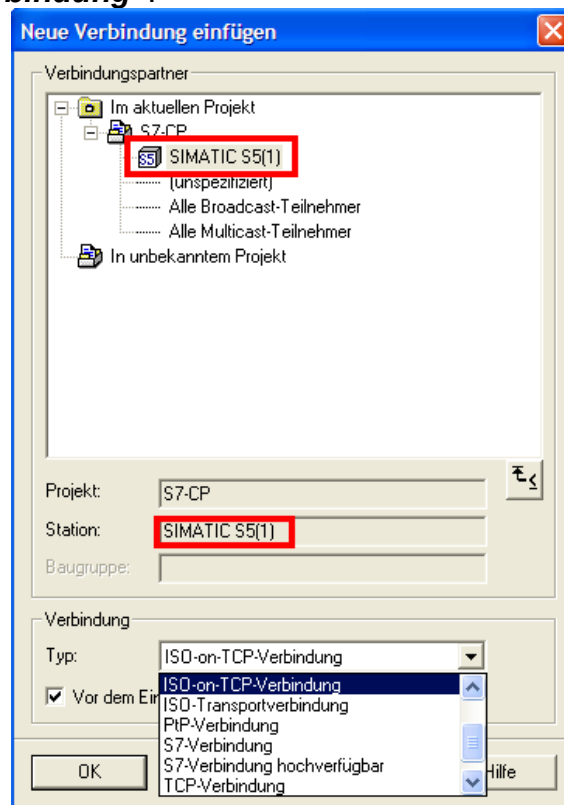 bindung".
Neue Verbindung einfügen
Verbindungspartner
Im aktuellen Projekt
S7-CP
S5 SIMATIC S5(1)
(unspezifiziert)
Alle Broadcast-Teilnehmer
Alle Multicast-Teilnehmer
In unbekanntem Projekt
Projekt: S7-CP
Station: SIMATIC S5(1)
Baugruppe:
Verbindung
Typ: ISO-on-TCP-Verbindung
ISO-on-TCP-Verbindung
Vor dem Ei
ISO-Transportverbindung
PtP-Verbindung
S7-Verbindung
S7-Verbindung hochverfügbar
TCP-Verbindung
OK Hilfe